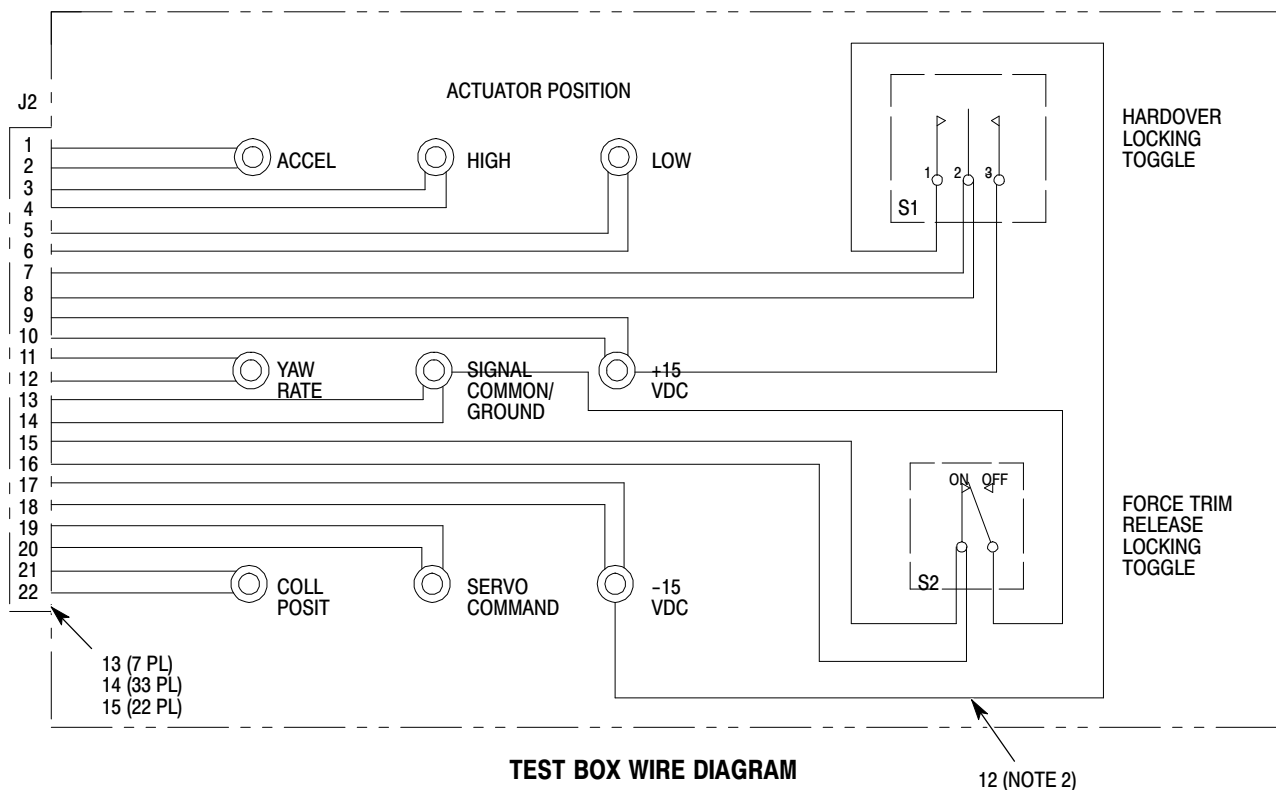 ACTUATOR POSITION
J2
1
2
3
4
5
6
7
8
9
10
11
12
13
14
15
16
17
18
19
20
21
22
ACCEL
HIGH
LOW
1 2 3
S1
HARDOVER
LOCKING
TOGGLE
YAW
RATE
SIGNAL
COMMON/
GROUND
+15
VDC
ON OFF
S2
FORCE TRIM
RELEASE
LOCKING
TOGGLE
COLL
POSIT
SERVO
COMMAND
−15
VDC
13 (7 PL)
14 (33 PL)
15 (22 PL)
TEST BOX WIRE DIAGRAM
12 (NOTE 2)